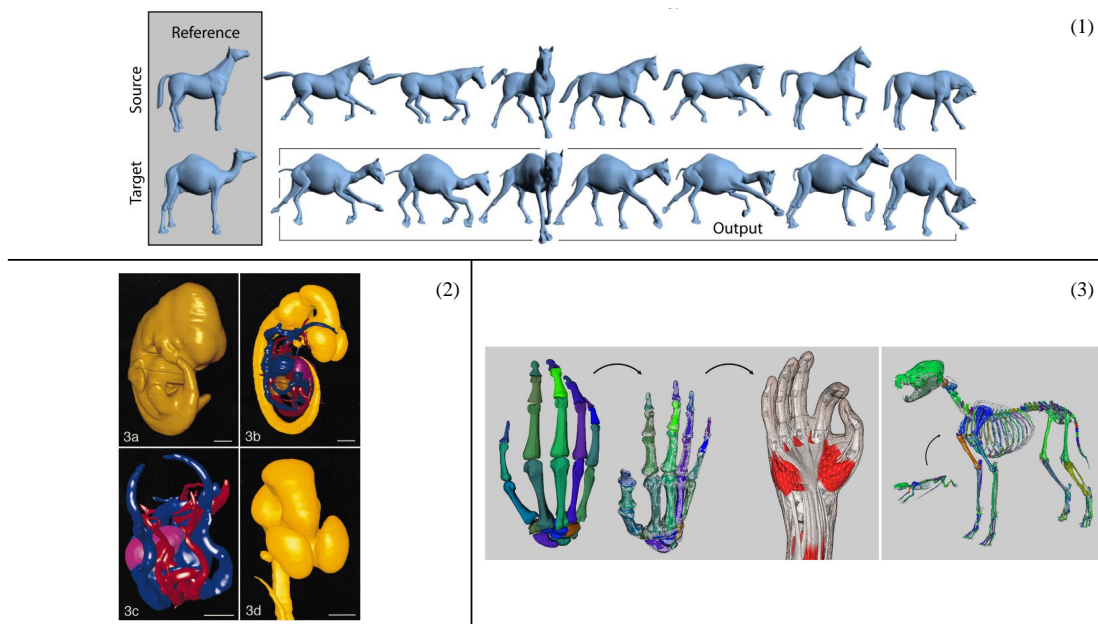 (1)
Reference
Source
Target
Output
(2)
(3)
3a
3b
3c
3d